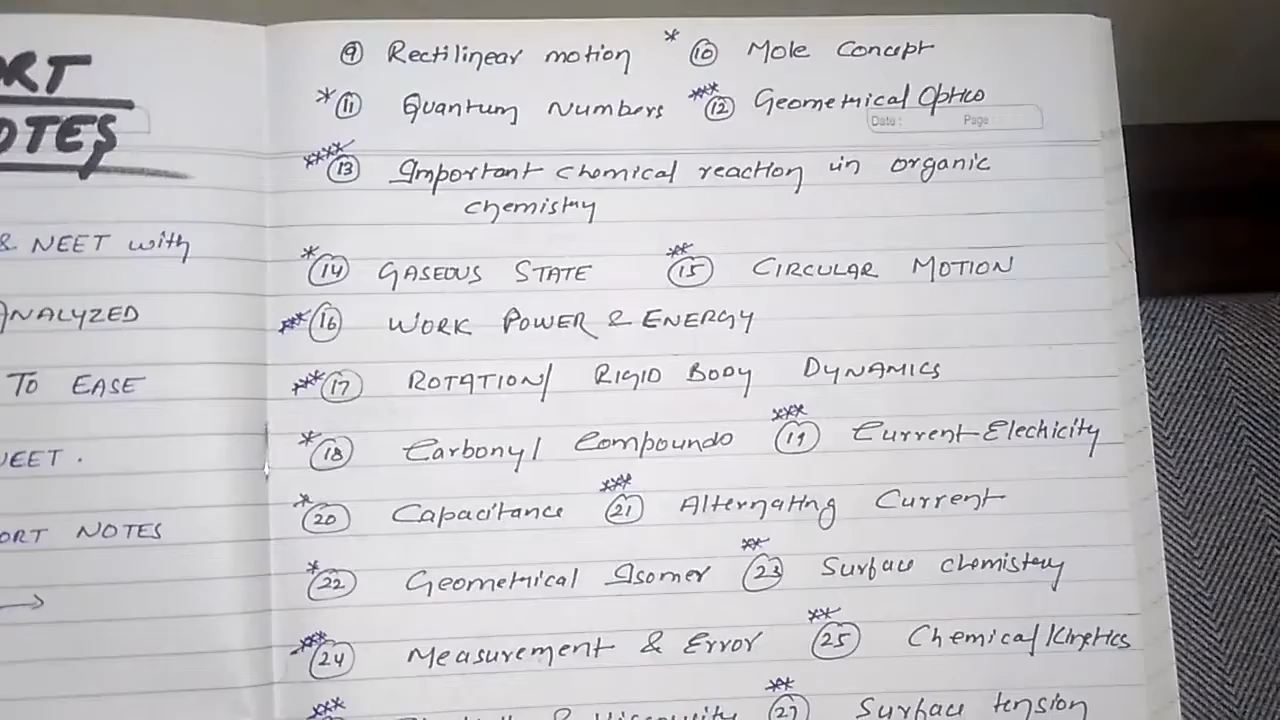 ORT
OTES
& NEET with
ANALYZED
TO EASE
NEET.
ORT NOTES
→
⑨ Rectilinear motion * ⑩ Mole Concept
* ⑪ Quantum Numbers *** ⑫ Geometrical Optics
Date : Page :
**** ⑬ Important chemical reaction in organic
chemistry
* ⑭ GASEOUS STATE ** ⑮ CIRCULAR MOTION
*** ⑯ WORK POWER & ENERGY
*** ⑰ ROTATION/ RIGID BODY DYNAMICS
* ⑱ Carbonyl Compounds *** ⑲ Current Electricity
* ⑳ Capacitance *** ㉑ Alternating Current
* ㉒ Geometrical Isomer ** ㉓ Surface chemistry
*** ㉔ Measurement & Error ** ㉕ Chemical Kinetics
*** & Viscosity ** ㉗ Surface tension